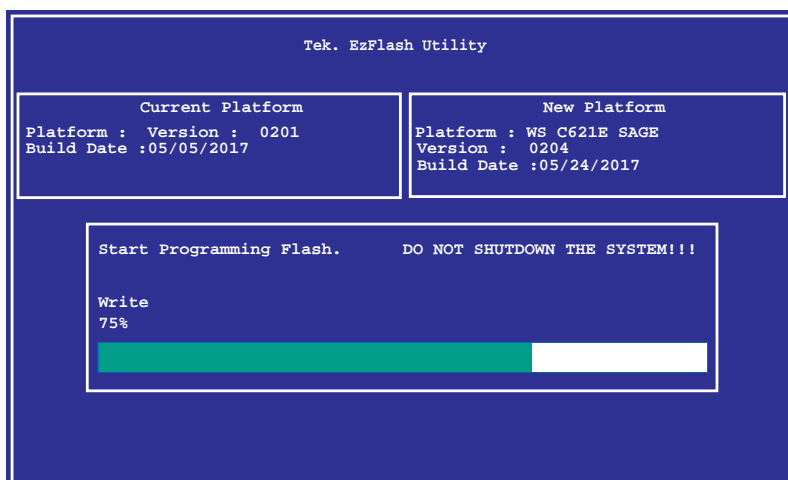 Tek. EzFlash Utility
Current Platform
Platform : Version : 0201
Build Date :05/05/2017
New Platform
Platform : WS C621E SAGE
Version : 0204
Build Date :05/24/2017
Start Programming Flash. DO NOT SHUTDOWN THE SYSTEM!!!
Write
75%